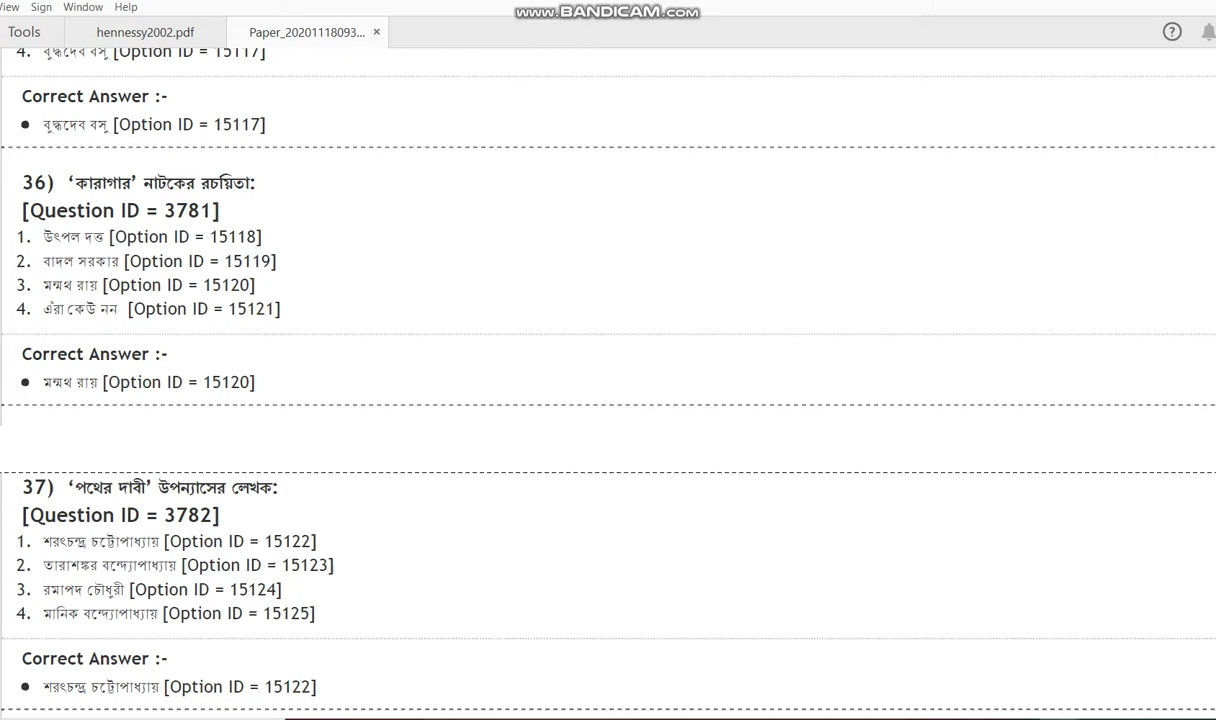 View Sign Window Help
www.BANDICAM.com
Tools hennessy2002.pdf Paper_20201118093... ×
4. বুদ্ধদেব বসু [Option ID = 15117]
Correct Answer :-
• বুদ্ধদেব বসু [Option ID = 15117]
36) ‘কারাগার’ নাটকের রচয়িতা:
[Question ID = 3781]
1. উৎপল দত্ত [Option ID = 15118]
2. বাদল সরকার [Option ID = 15119]
3. মন্মথ রায় [Option ID = 15120]
4. এঁরা কেউ নন [Option ID = 15121]
Correct Answer :-
• মন্মথ রায় [Option ID = 15120]
37) ‘পথের দাবী’ উপন্যাসের লেখক:
[Question ID = 3782]
1. শরৎচন্দ্র চট্টোপাধ্যায় [Option ID = 15122]
2. তারাশঙ্কর বন্দ্যোপাধ্যায় [Option ID = 15123]
3. রমাপদ চৌধুরী [Option ID = 15124]
4. মানিক বন্দ্যোপাধ্যায় [Option ID = 15125]
Correct Answer :-
• শরৎচন্দ্র চট্টোপাধ্যায় [Option ID = 15122]